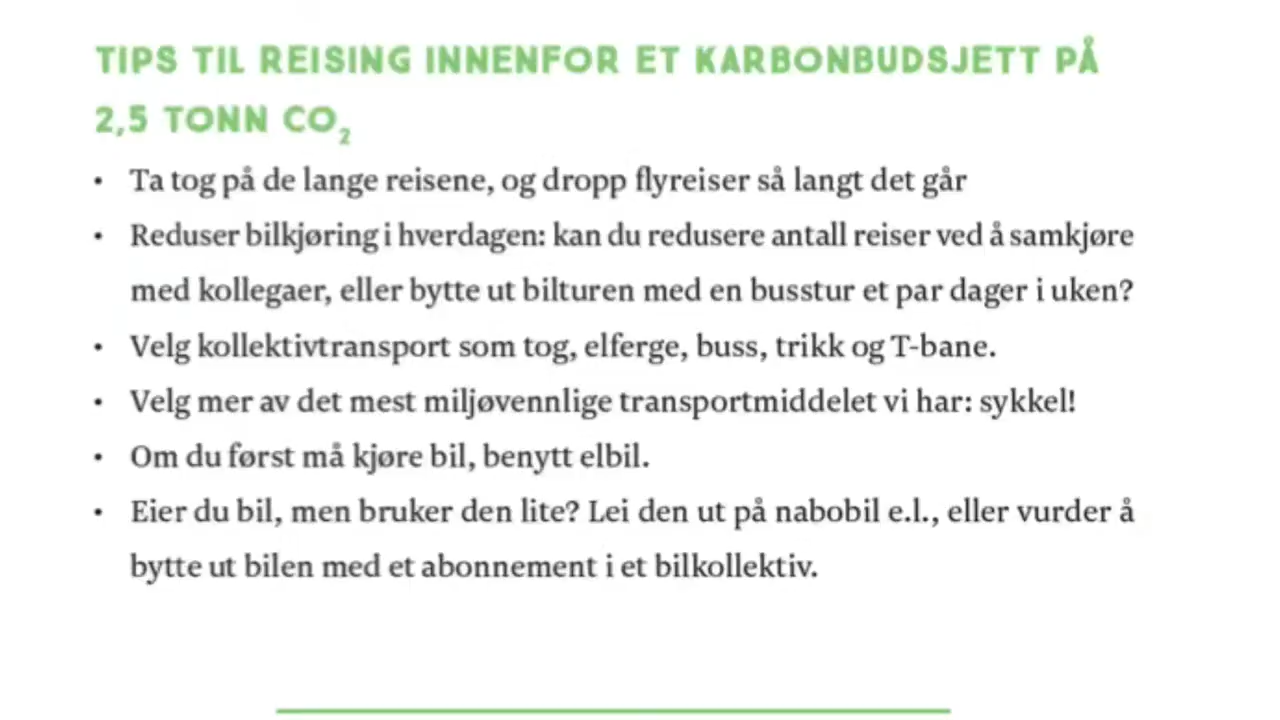 TIPS TIL REISING INNENFOR ET KARBONBUDSJETT PÅ
2,5 TONN CO₂
• Ta tog på de lange reisene, og dropp flyreiser så langt det går
• Reduser bilkjøring i hverdagen: kan du redusere antall reiser ved å samkjøre
med kollegaer, eller bytte ut bilturen med en busstur et par dager i uken?
• Velg kollektivtransport som tog, elferge, buss, trikk og T-bane.
• Velg mer av det mest miljøvennlige transportmiddelet vi har: sykkel!
• Om du først må kjøre bil, benytt elbil.
• Eier du bil, men bruker den lite? Lei den ut på nabobil e.l., eller vurder å
bytte ut bilen med et abonnement i et bilkollektiv.